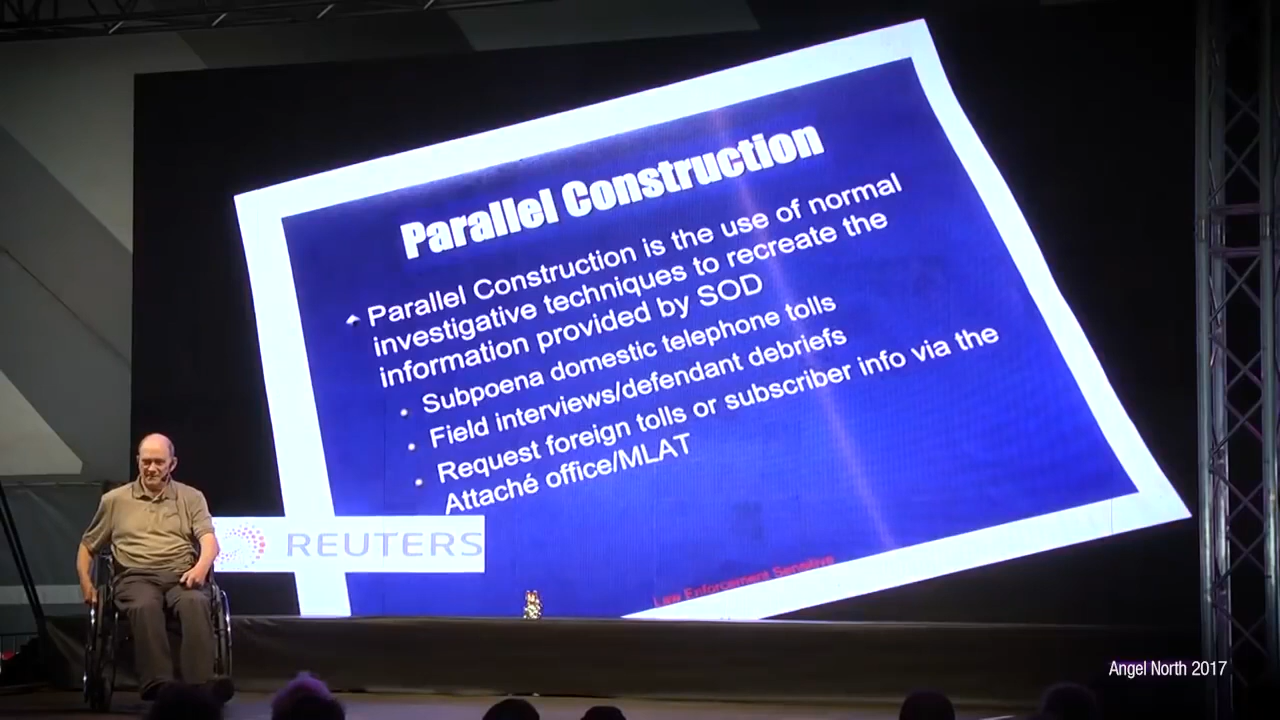 Parallel Construction
Parallel Construction is the use of normal
investigative techniques to recreate the
information provided by SOD
Subpoena domestic telephone tolls
Field interviews/defendant debriefs
Request foreign tolls or subscriber info via the
Attaché office/MLAT
REUTERS
Law Enforcement Sensitive
Angel North 2017